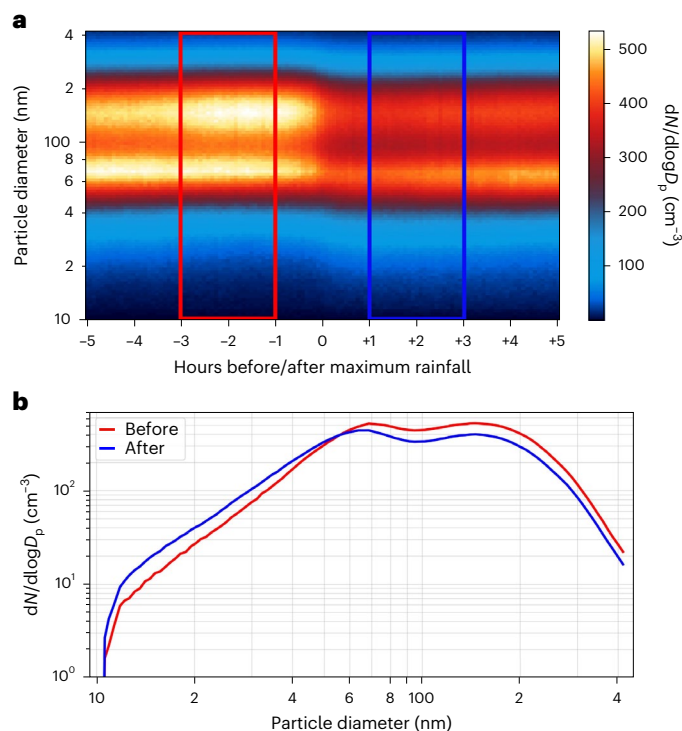 a
4
2
100
8
6
4
2
10
Particle diameter (nm)
–5 –4 –3 –2 –1 0 +1 +2 +3 +4 +5
Hours before/after maximum rainfall
500
400
300
200
100
dN/dlogDp (cm⁻³)
b
Before
After
10²
10¹
10⁰
dN/dlogDp (cm⁻³)
10 2 4 6 8 100 2 4
Particle diameter (nm)